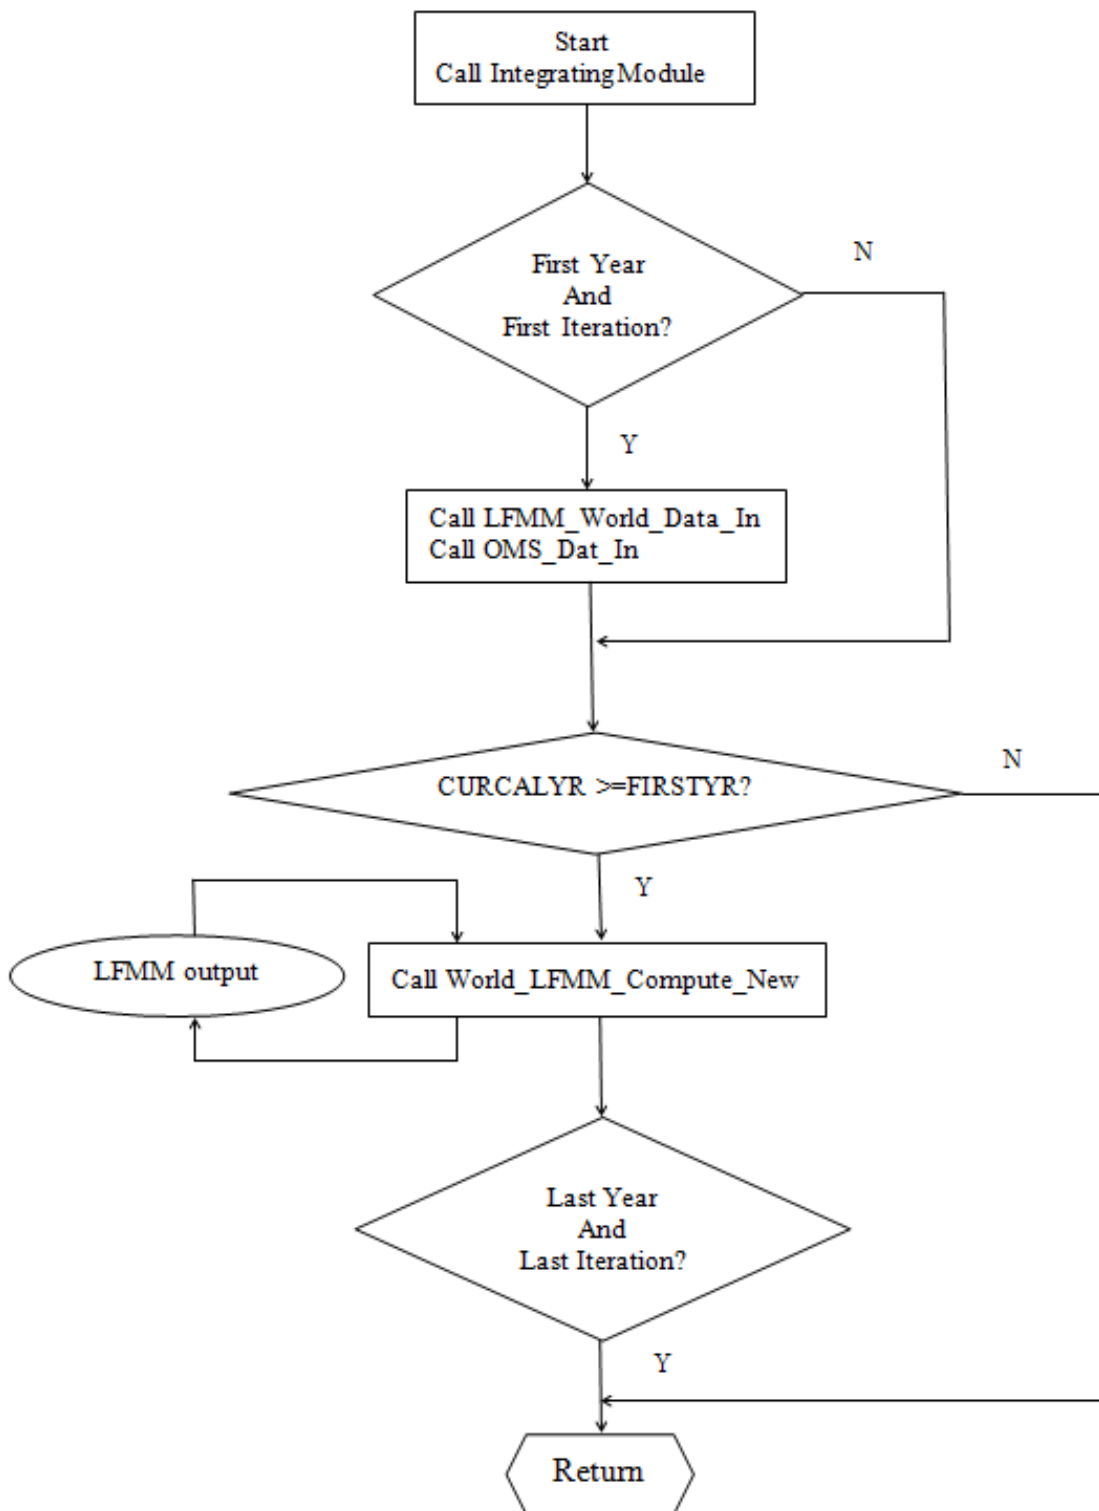 Start
Call Integrating Module
First Year
And
First Iteration?
N
Y
Call LFMM_World_Data_In
Call OMS_Dat_In
CURCALYR >=FIRSTYR?
N
Y
LFMM output
Call World_LFMM_Compute_New
Last Year
And
Last Iteration?
Y
Return